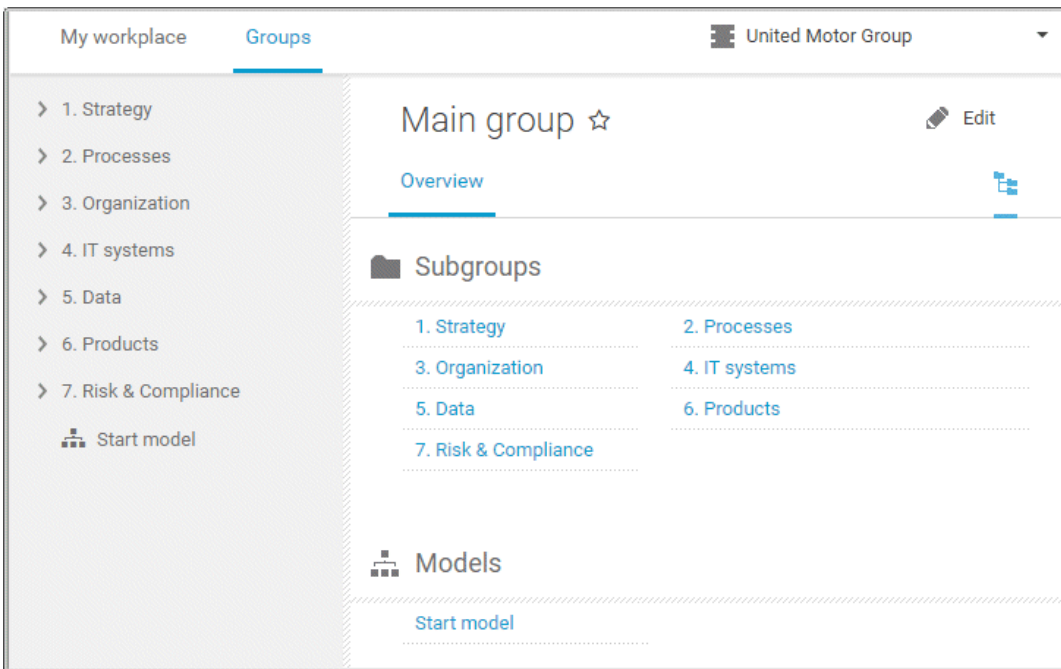 My workplace Groups United Motor Group
1. Strategy
2. Processes
3. Organization
4. IT systems
5. Data
6. Products
7. Risk & Compliance
Start model
Main group Edit
Overview
Subgroups
1. Strategy 2. Processes
3. Organization 4. IT systems
5. Data 6. Products
7. Risk & Compliance
Models
Start model